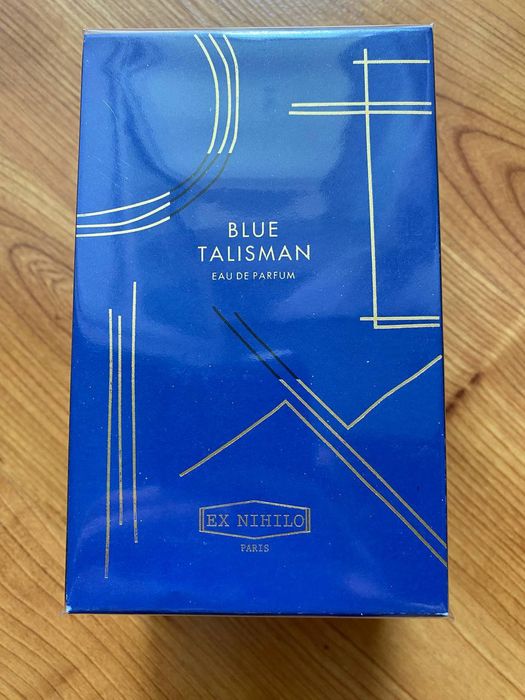 BLUE
TALISMAN
EAU DE PARFUM
EX NIHILO
PARIS